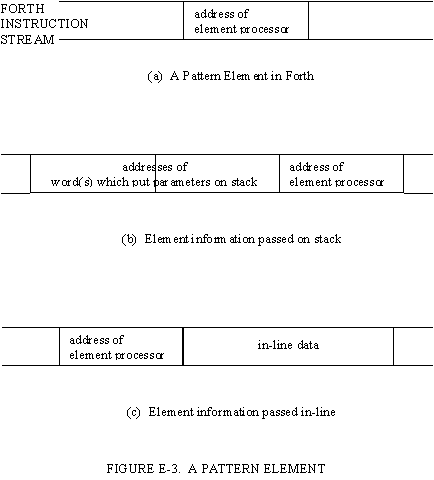 FORTH
INSTRUCTION
STREAM
address of
element processor
(a) A Pattern Element in Forth
addresses of
word(s) which put parameters on stack
address of
element processor
(b) Element information passed on stack
address of
element processor
in-line data
(c) Element information passed in-line
FIGURE E-3. A PATTERN ELEMENT